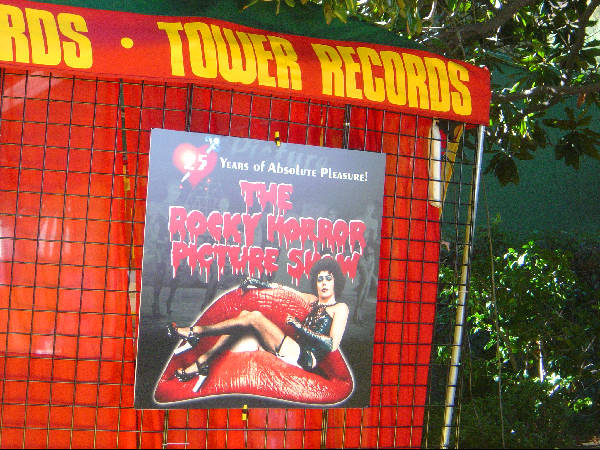 RDS · TOWER RECORDS
25 Years of Absolute Pleasure!
THE
ROCKY HORROR
PICTURE SHOW